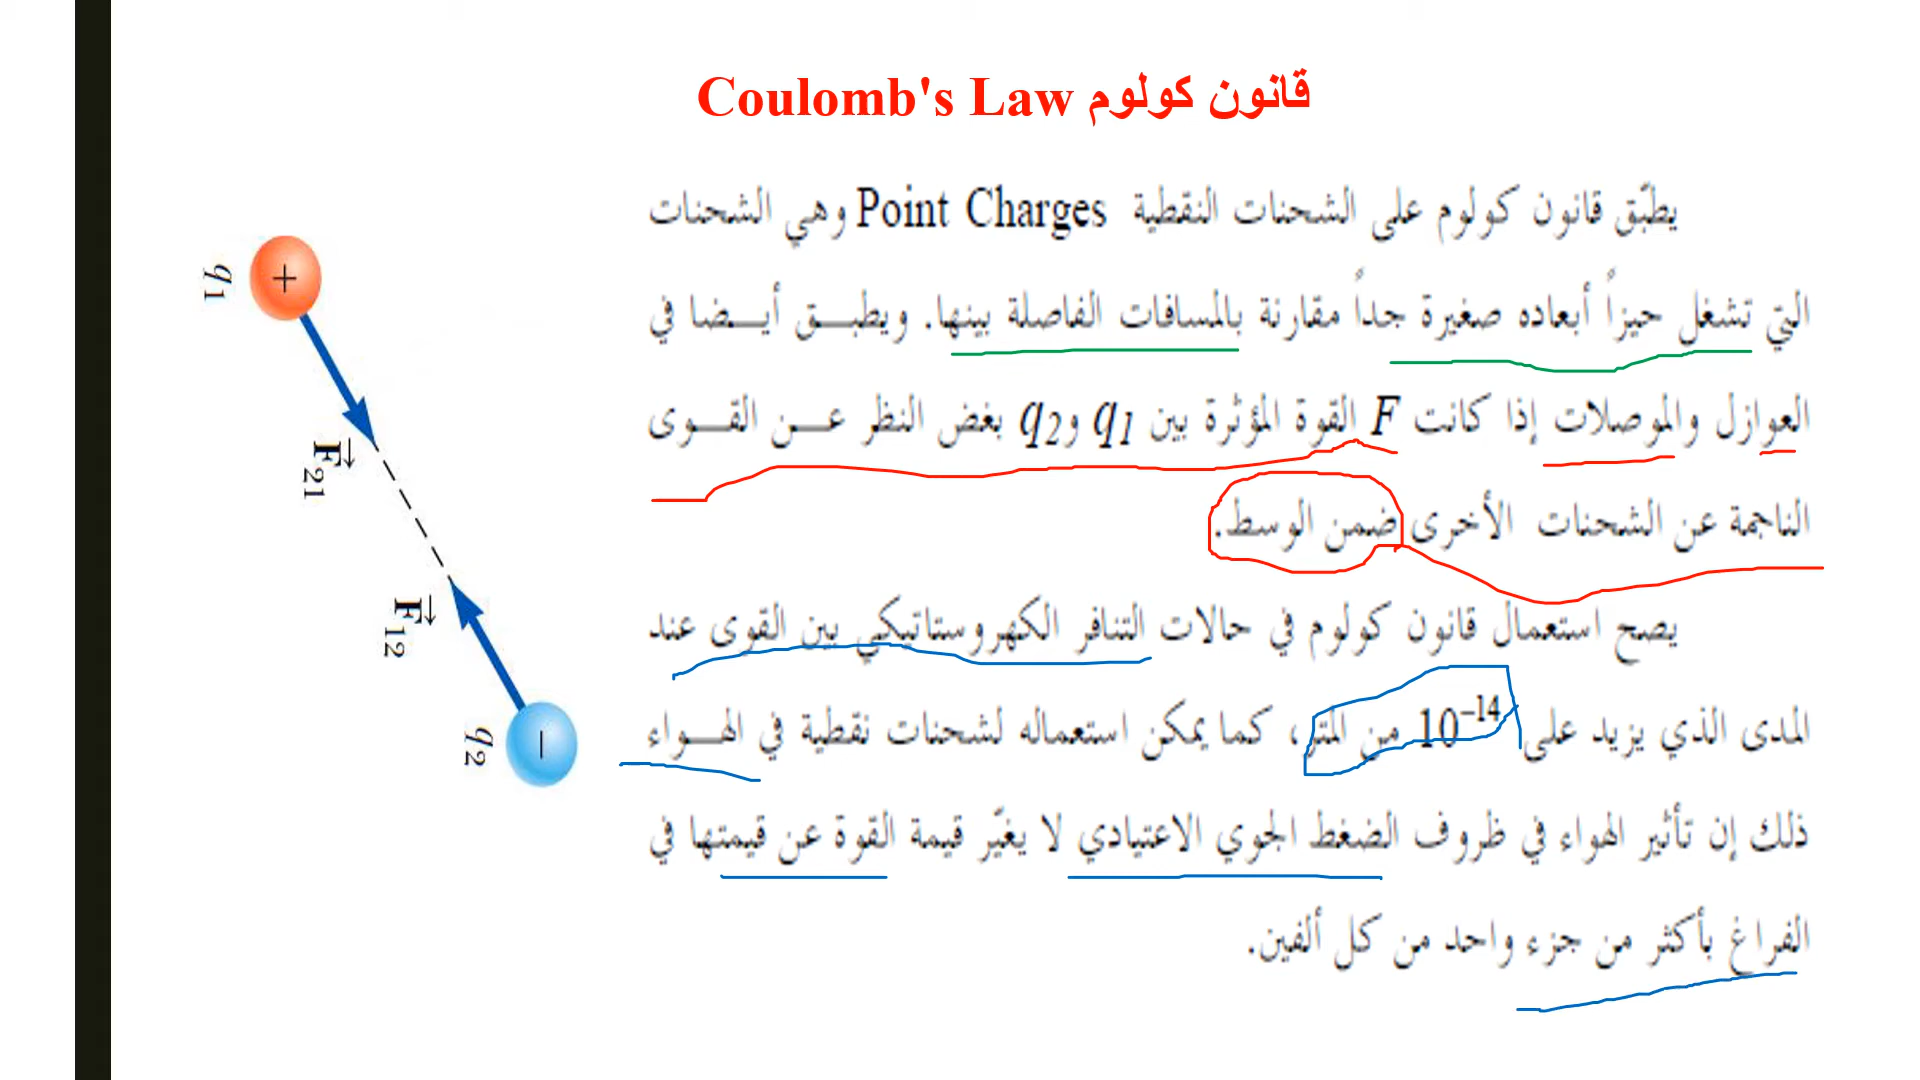 قانون كولوم Coulomb's Law
يطبّق قانون كولوم على الشحنات النقطية Point Charges وهي الشحنات
التي تشغل حيزاً أبعاده صغيرة جداً مقارنة بالمسافات الفاصلة بينها. ويطبق أيضا في
العوازل والموصلات إذا كانت F القوة المؤثرة بين q1 وq2 بغض النظر عن القوى
الناجمة عن الشحنات الأخرى ضمن الوسط.
يصح استعمال قانون كولوم في حالات التنافر الكهروستاتيكي بين القوى عند
المدى الذي يزيد على 10⁻¹⁴ من المتر، كما يمكن استعماله لشحنات نقطية في الهواء
ذلك إن تأثير الهواء في ظروف الضغط الجوي الاعتيادي لا يغيّر قيمة القوة عن قيمتها في
الفراغ بأكثر من جزء واحد من كل ألفين.
q1
+
F21
F12
q2
−